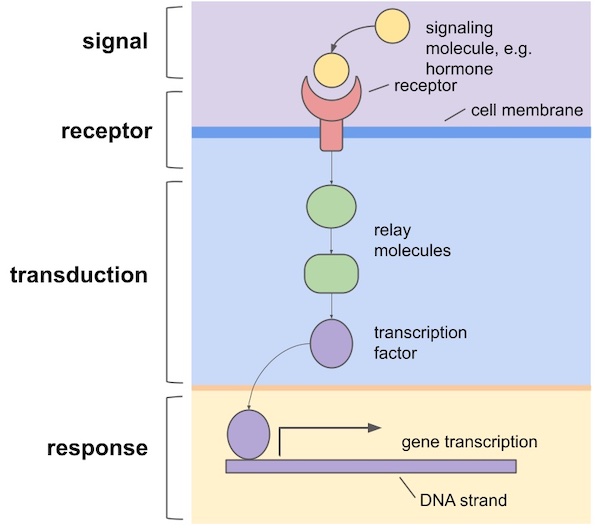 signal
signaling
molecule, e.g.
hormone
receptor
cell membrane
receptor
relay
molecules
transduction
transcription
factor
response
gene transcription
DNA strand